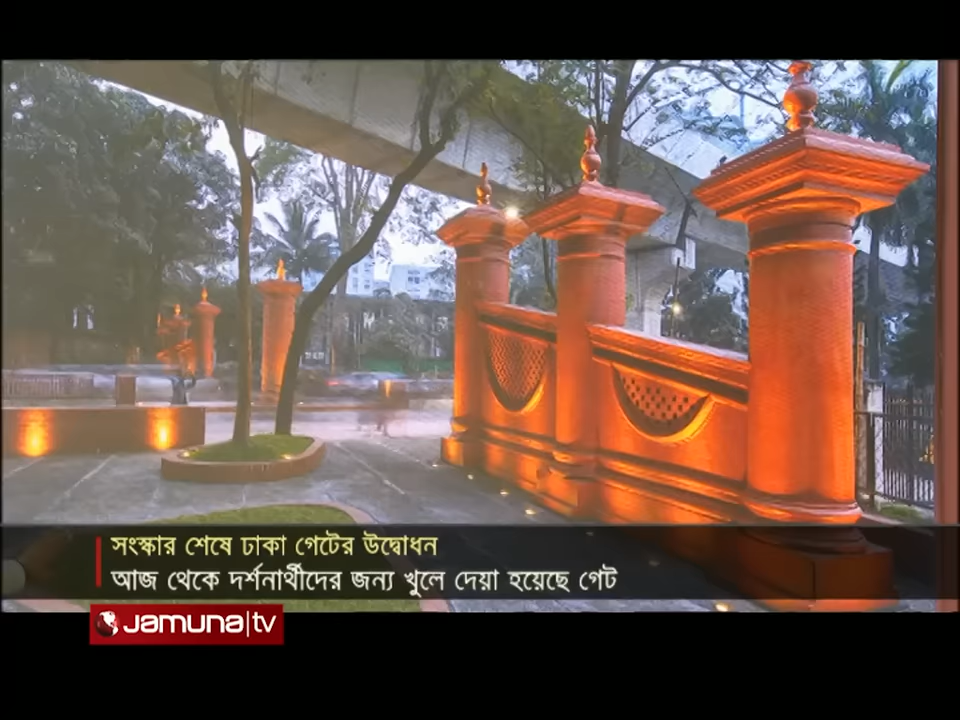 সংস্কার শেষে ঢাকা গেটের উদ্বোধন
আজ থেকে দর্শনার্থীদের জন্য খুলে দেয়া হয়েছে গেট
Jamuna|tv